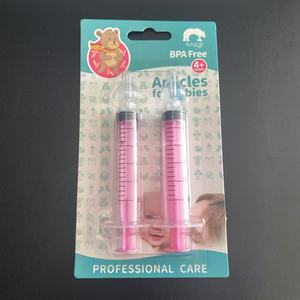 BPA Free
4+
Articles
for Babies
PROFESSIONAL CARE